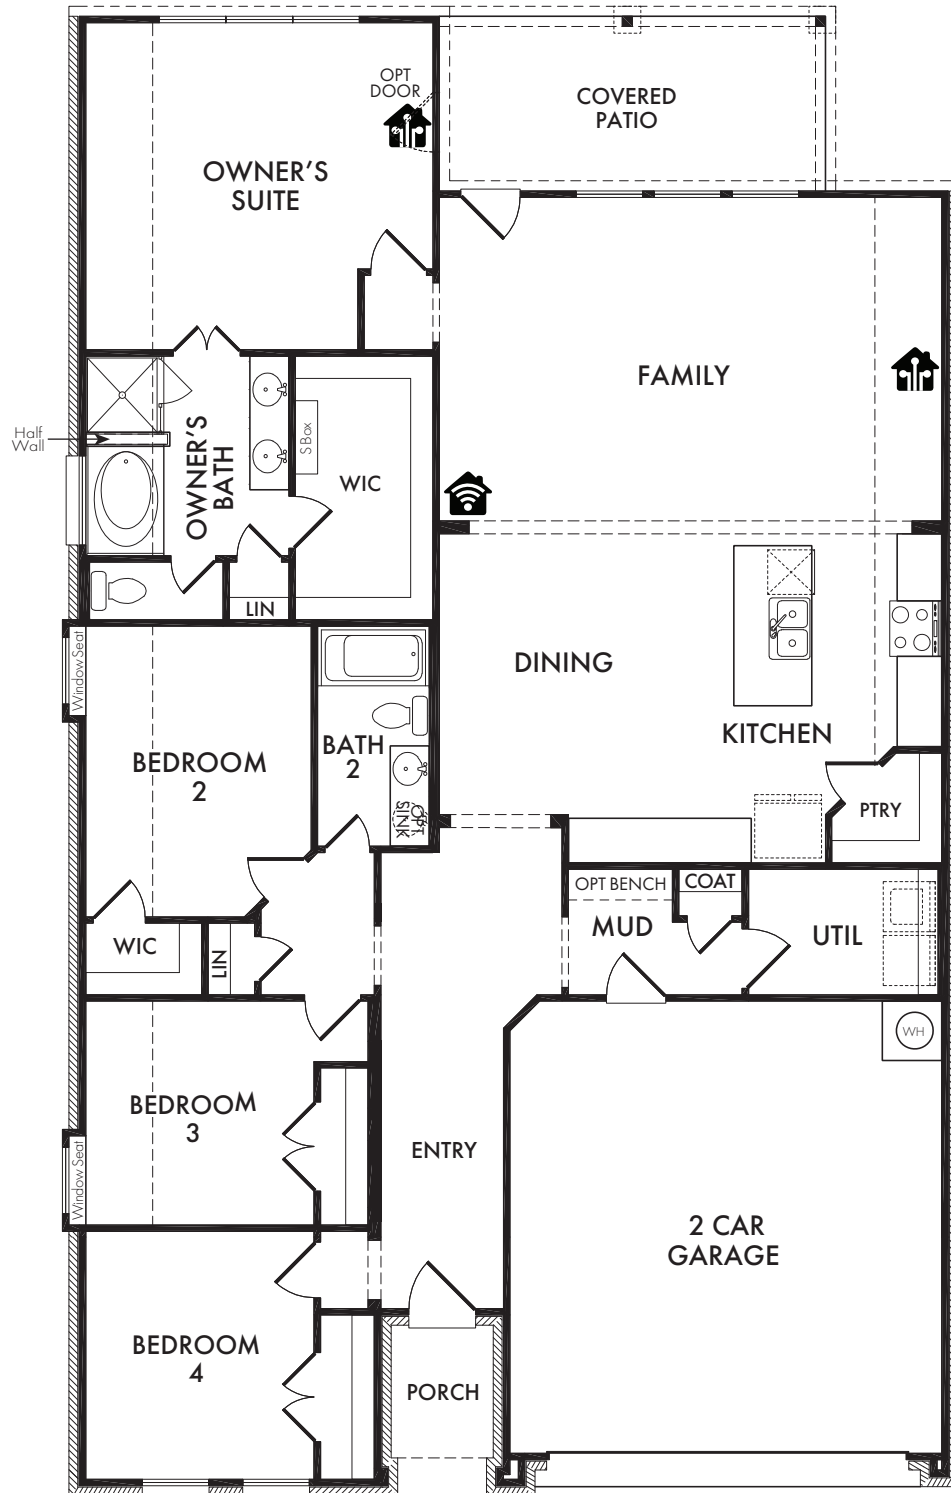 OPT
DOOR
COVERED
PATIO
OWNER'S
SUITE
FAMILY
Half
Wall
OWNER'S
BATH
S Box
WIC
LIN
Window Seat
DINING
KITCHEN
BEDROOM
2
BATH
2
OPT
SINK
PTRY
OPT BENCH
COAT
MUD
UTIL
WIC
LIN
WH
BEDROOM
3
Window Seat
ENTRY
2 CAR
GARAGE
BEDROOM
4
PORCH